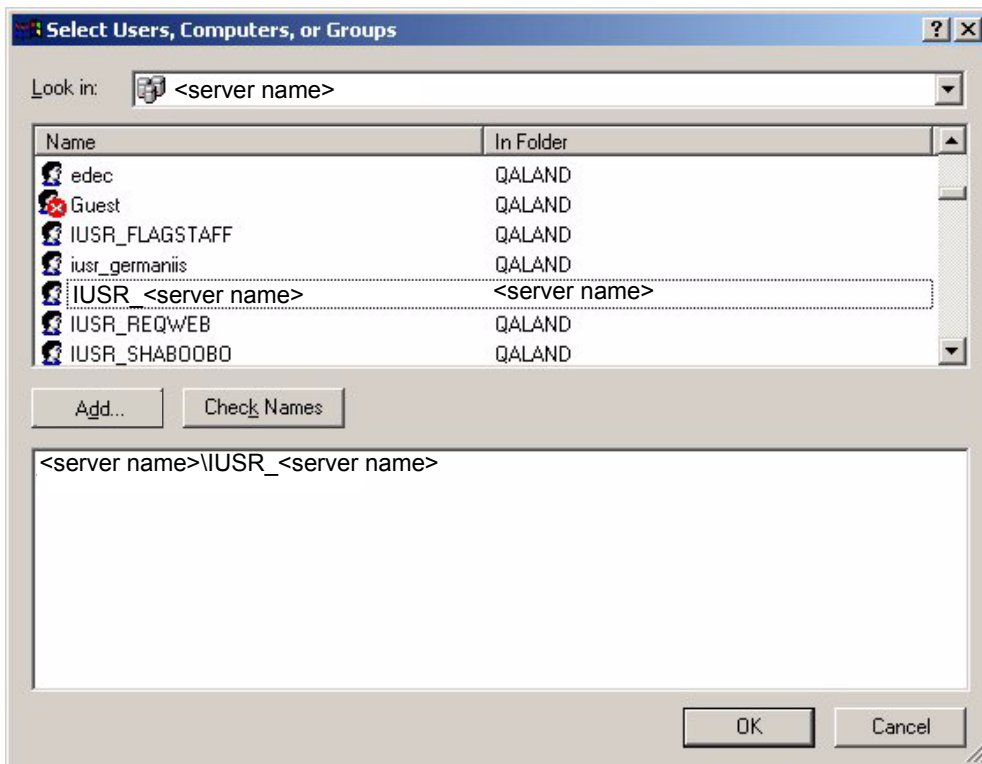 Select Users, Computers, or Groups
Look in: <server name>
Name In Folder
edec QALAND
Guest QALAND
IUSR_FLAGSTAFF QALAND
iusr_germaniis QALAND
IUSR_<server name> <server name>
IUSR_REQWEB QALAND
IUSR_SHABOOBO QALAND
Add... Check Names
<server name>\IUSR_<server name>
OK Cancel